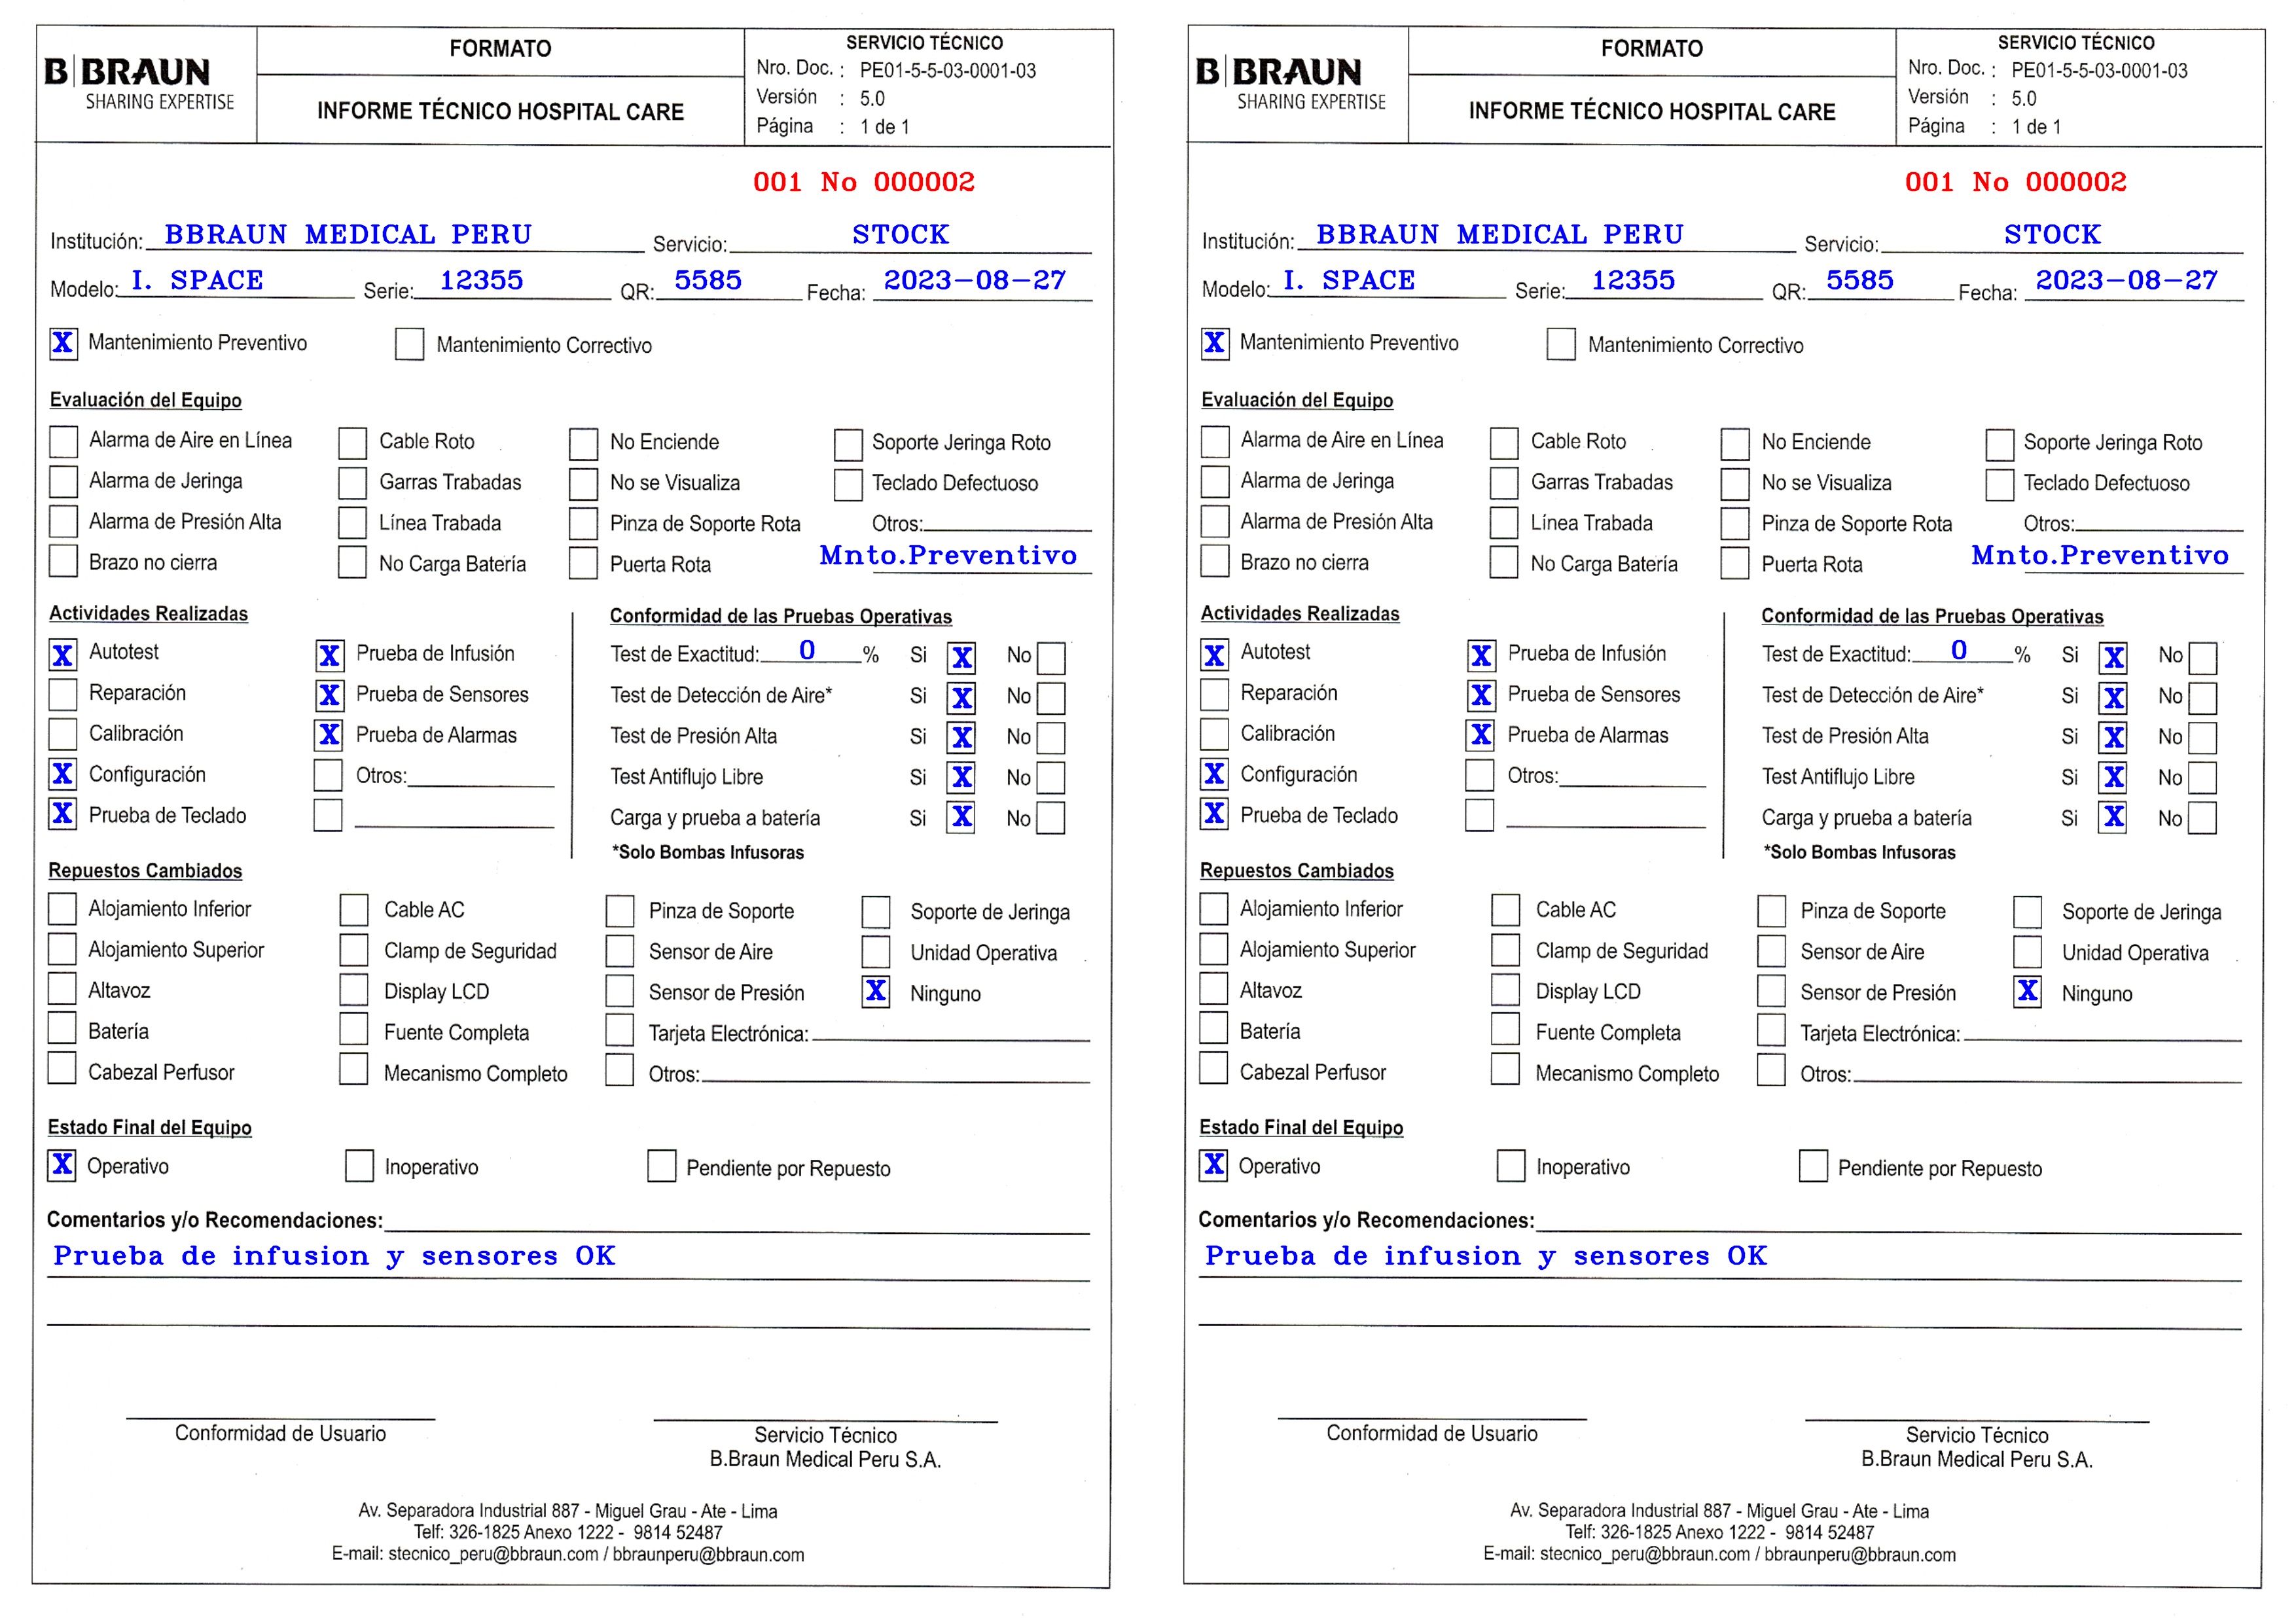 B|BRAUN
SHARING EXPERTISE
FORMATO
INFORME TÉCNICO HOSPITAL CARE
SERVICIO TÉCNICO
Nro. Doc. : PE01-5-5-03-0001-03
Versión : 5.0
Página : 1 de 1
001 No 000002
Institución: BBRAUN MEDICAL PERU Servicio: STOCK
Modelo: I. SPACE Serie: 12355 QR: 5585 Fecha: 2023-08-27
X Mantenimiento Preventivo Mantenimiento Correctivo
Evaluación del Equipo
Alarma de Aire en Línea Cable Roto No Enciende Soporte Jeringa Roto
Alarma de Jeringa Garras Trabadas No se Visualiza Teclado Defectuoso
Alarma de Presión Alta Línea Trabada Pinza de Soporte Rota Otros:
Brazo no cierra No Carga Batería Puerta Rota Mnto.Preventivo
Actividades Realizadas Conformidad de las Pruebas Operativas
X Autotest X Prueba de Infusión Test de Exactitud: 0 % Si X No
Reparación X Prueba de Sensores Test de Detección de Aire* Si X No
Calibración X Prueba de Alarmas Test de Presión Alta Si X No
X Configuración Otros: Test Antiflujo Libre Si X No
X Prueba de Teclado Carga y prueba a batería Si X No
*Solo Bombas Infusoras
Repuestos Cambiados
Alojamiento Inferior Cable AC Pinza de Soporte Soporte de Jeringa
Alojamiento Superior Clamp de Seguridad Sensor de Aire Unidad Operativa
Altavoz Display LCD Sensor de Presión X Ninguno
Batería Fuente Completa Tarjeta Electrónica:
Cabezal Perfusor Mecanismo Completo Otros:
Estado Final del Equipo
X Operativo Inoperativo Pendiente por Repuesto
Comentarios y/o Recomendaciones:
Prueba de infusion y sensores OK
Conformidad de Usuario Servicio Técnico
B.Braun Medical Peru S.A.
Av. Separadora Industrial 887 - Miguel Grau - Ate - Lima
Telf: 326-1825 Anexo 1222 - 9814 52487
E-mail: stecnico_peru@bbraun.com / bbraunperu@bbraun.com
B|BRAUN
SHARING EXPERTISE
FORMATO
INFORME TÉCNICO HOSPITAL CARE
SERVICIO TÉCNICO
Nro. Doc. : PE01-5-5-03-0001-03
Versión : 5.0
Página : 1 de 1
001 No 000002
Institución: BBRAUN MEDICAL PERU Servicio: STOCK
Modelo: I. SPACE Serie: 12355 QR: 5585 Fecha: 2023-08-27
X Mantenimiento Preventivo Mantenimiento Correctivo
Evaluación del Equipo
Alarma de Aire en Línea Cable Roto No Enciende Soporte Jeringa Roto
Alarma de Jeringa Garras Trabadas No se Visualiza Teclado Defectuoso
Alarma de Presión Alta Línea Trabada Pinza de Soporte Rota Otros:
Brazo no cierra No Carga Batería Puerta Rota Mnto.Preventivo
Actividades Realizadas Conformidad de las Pruebas Operativas
X Autotest X Prueba de Infusión Test de Exactitud: 0 % Si X No
Reparación X Prueba de Sensores Test de Detección de Aire* Si X No
Calibración X Prueba de Alarmas Test de Presión Alta Si X No
X Configuración Otros: Test Antiflujo Libre Si X No
X Prueba de Teclado Carga y prueba a batería Si X No
*Solo Bombas Infusoras
Repuestos Cambiados
Alojamiento Inferior Cable AC Pinza de Soporte Soporte de Jeringa
Alojamiento Superior Clamp de Seguridad Sensor de Aire Unidad Operativa
Altavoz Display LCD Sensor de Presión X Ninguno
Batería Fuente Completa Tarjeta Electrónica:
Cabezal Perfusor Mecanismo Completo Otros:
Estado Final del Equipo
X Operativo Inoperativo Pendiente por Repuesto
Comentarios y/o Recomendaciones:
Prueba de infusion y sensores OK
Conformidad de Usuario Servicio Técnico
B.Braun Medical Peru S.A.
Av. Separadora Industrial 887 - Miguel Grau - Ate - Lima
Telf: 326-1825 Anexo 1222 - 9814 52487
E-mail: stecnico_peru@bbraun.com / bbraunperu@bbraun.com